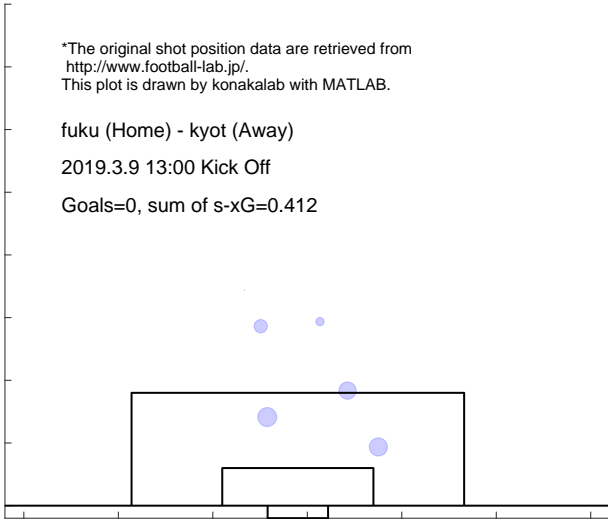 *The original shot position data are retrieved from
http://www.football-lab.jp/.
This plot is drawn by konakalab with MATLAB.
fuku (Home) - kyot (Away)
2019.3.9 13:00 Kick Off
Goals=0, sum of s-xG=0.412